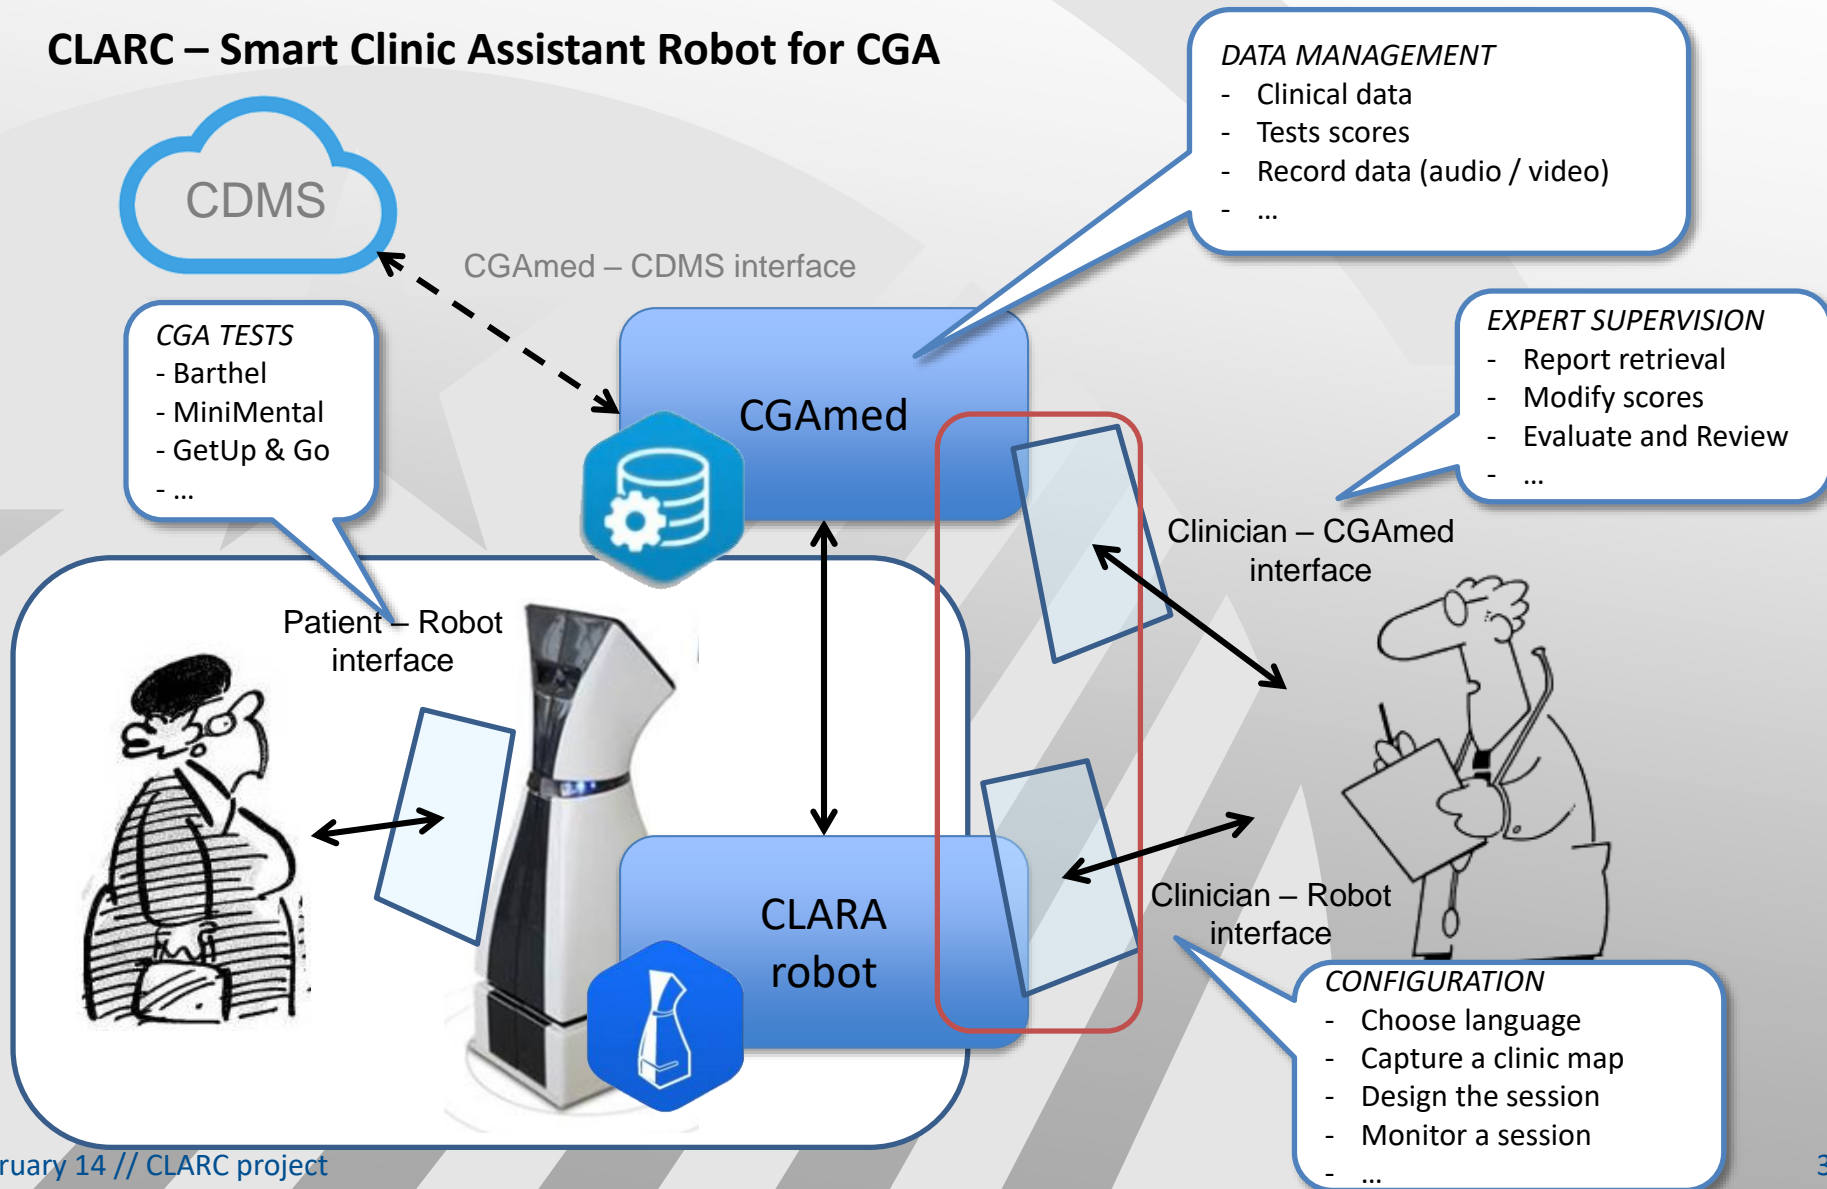 CLARC – Smart Clinic Assistant Robot for CGA
DATA MANAGEMENT
- Clinical data
- Tests scores
- Record data (audio / video)
- ...
CDMS
CGAmed – CDMS interface
CGA TESTS
- Barthel
- MiniMental
- GetUp & Go
- ...
CGAmed
EXPERT SUPERVISION
- Report retrieval
- Modify scores
- Evaluate and Review
- ...
Clinician – CGAmed
interface
Patient – Robot
interface
CLARA
robot
Clinician – Robot
interface
CONFIGURATION
- Choose language
- Capture a clinic map
- Design the session
- Monitor a session
- ...
ruary 14 // CLARC project
3